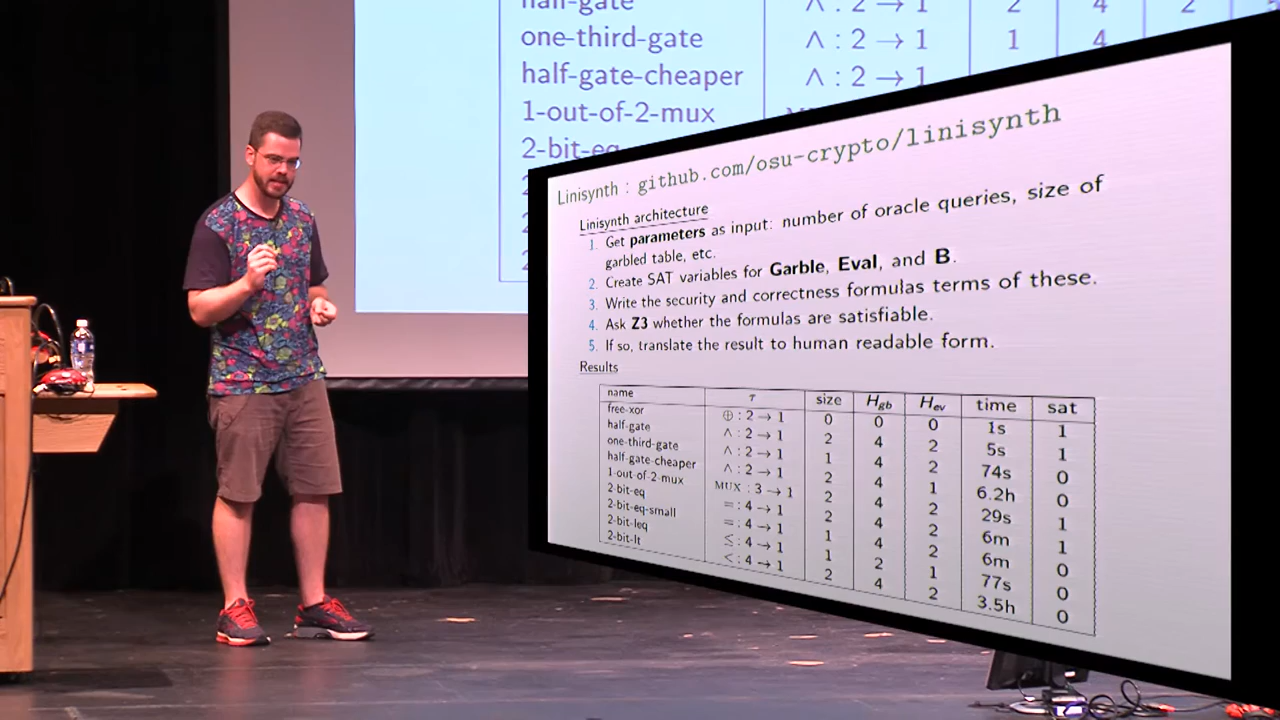 half-gate ∧ : 2 → 1 2 4 2
one-third-gate ∧ : 2 → 1 1 4
half-gate-cheaper ∧ : 2 → 1
1-out-of-2-mux
2-bit-eq
Linisynth : github.com/osu-crypto/linisynth
Linisynth architecture
1. Get parameters as input: number of oracle queries, size of
garbled table, etc.
2. Create SAT variables for Garble, Eval, and B.
3. Write the security and correctness formulas terms of these.
4. Ask Z3 whether the formulas are satisfiable.
5. If so, translate the result to human readable form.
Results
name τ size H_gb H_ev time sat
free-xor ⊕ : 2 → 1 0 0 0 1s 1
half-gate ∧ : 2 → 1 2 4 2 5s 1
one-third-gate ∧ : 2 → 1 1 4 2 74s 0
half-gate-cheaper ∧ : 2 → 1 2 4 1 6.2h 0
1-out-of-2-mux MUX : 3 → 1 2 4 2 29s 1
2-bit-eq = : 4 → 1 2 4 2 6m 1
2-bit-eq-small = : 4 → 1 1 4 2 6m 0
2-bit-leq ≤ : 4 → 1 1 2 1 77s 0
2-bit-lt < : 4 → 1 2 4 2 3.5h 0